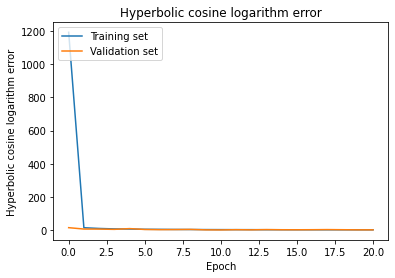 Hyperbolic cosine logarithm error
Training set
Validation set
Hyperbolic cosine logarithm error
1200
1000
800
600
400
200
0
0.0 2.5 5.0 7.5 10.0 12.5 15.0 17.5 20.0
Epoch